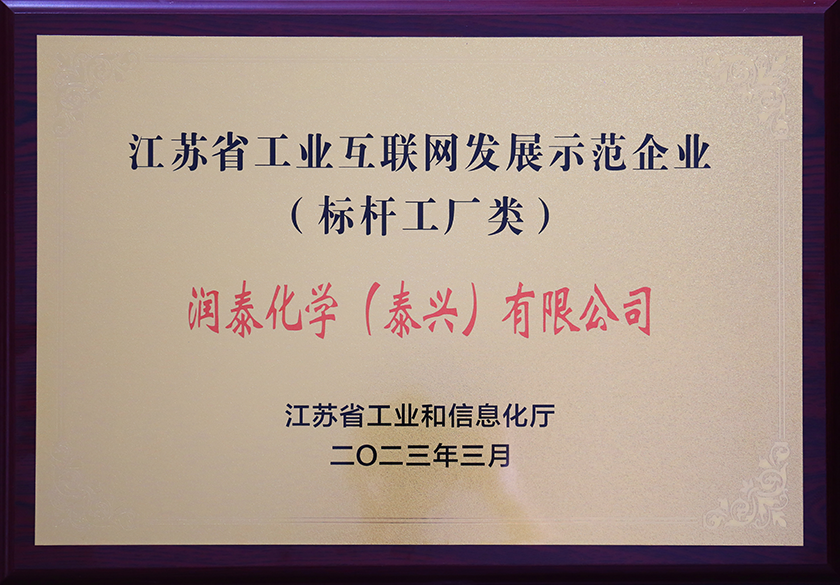 江苏省工业互联网发展示范企业
（标杆工厂类）
润泰化学（泰兴）有限公司
江苏省工业和信息化厅
二〇二三年三月